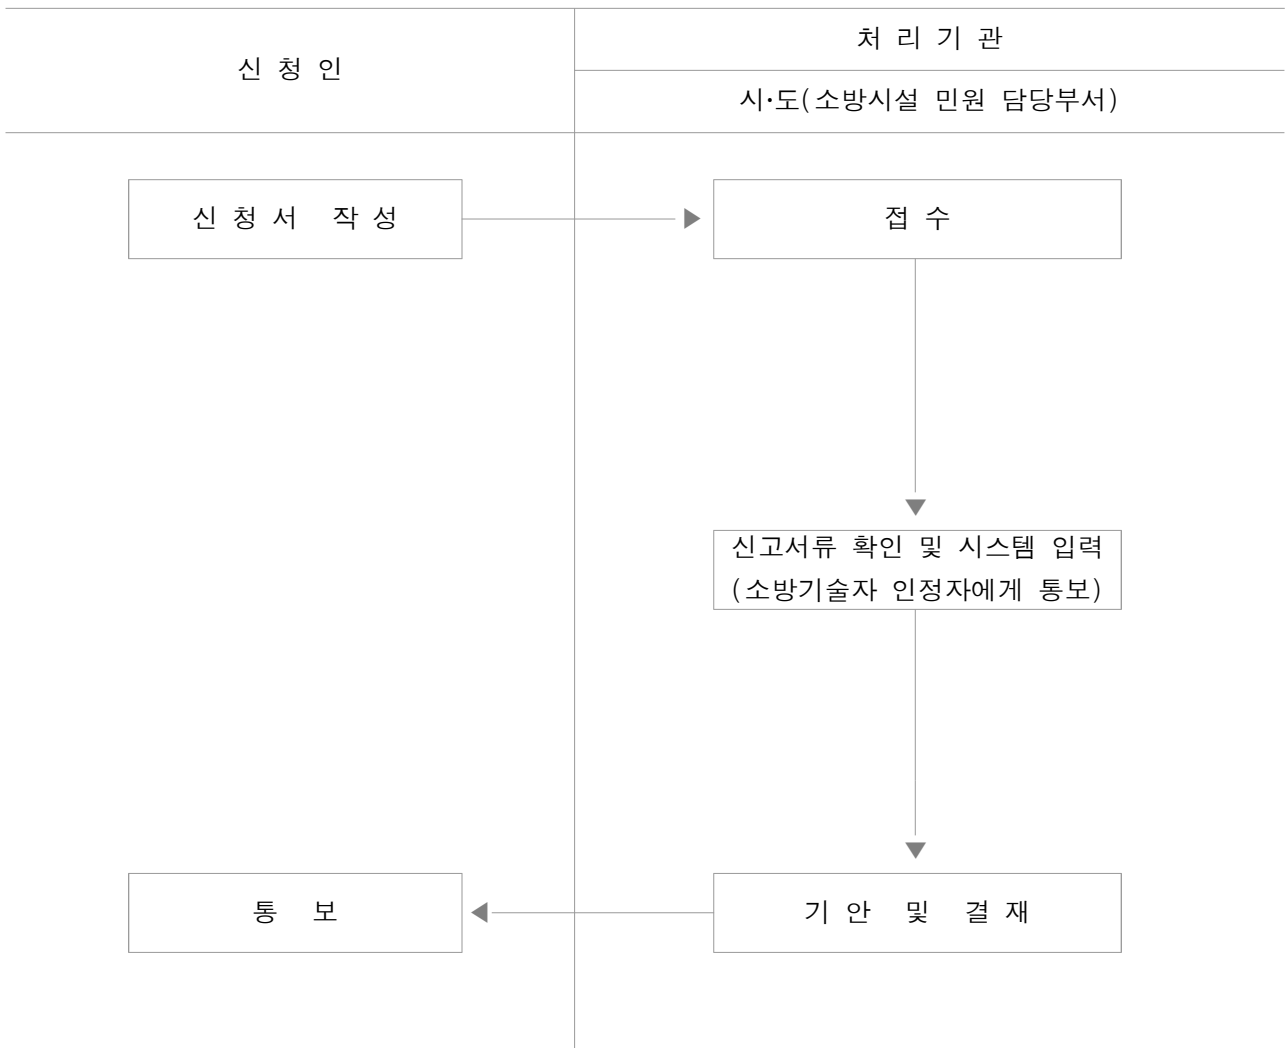 신 청 인
처 리 기 관
시·도(소방시설 민원 담당부서)
신 청 서 작 성
접 수
신고서류 확인 및 시스템 입력
(소방기술자 인정자에게 통보)
통 보
기 안 및 결 재